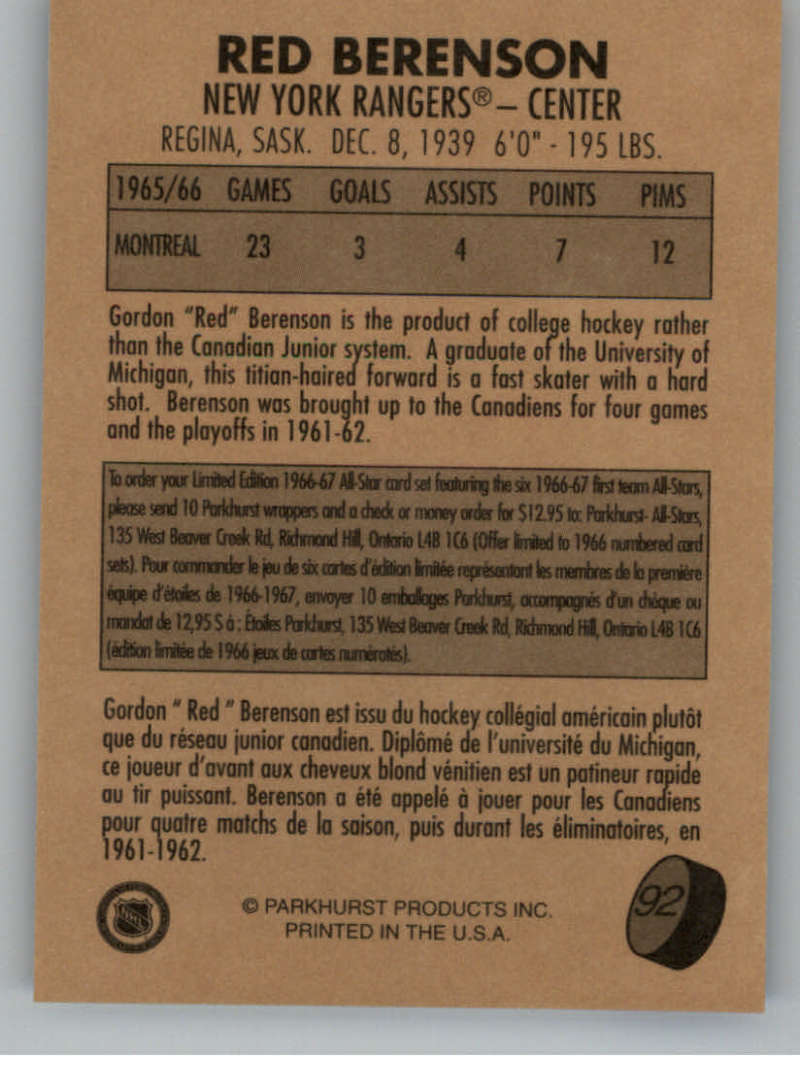 RED BERENSON
NEW YORK RANGERS® – CENTER
REGINA, SASK. DEC. 8, 1939 6'0" - 195 LBS.
1965/66 GAMES GOALS ASSISTS POINTS PIMS
MONTREAL 23 3 4 7 12
Gordon "Red" Berenson is the product of college hockey rather
than the Canadian Junior system. A graduate of the University of
Michigan, this titian-haired forward is a fast skater with a hard
shot. Berenson was brought up to the Canadiens for four games
and the playoffs in 1961-62.
To order your Limited Edition 1966-67 All-Star card set featuring the six 1966-67 first team All-Stars,
please send 10 Parkhurst wrappers and a check or money order for $12.95 to: Parkhurst- All-Stars,
135 West Beaver Creek Rd, Richmond Hill, Ontario L4B 1C6 (Offer limited to 1966 numbered card
sets). Pour commander le jeu de six cartes d'édition limitée représentant les membres de la première
équipe d'étoiles de 1966-1967, envoyer 10 emballages Parkhurst, accompagnés d'un chèque ou
mandat de 12,95 $ à : Étoiles Parkhurst, 135 West Beaver Creek Rd, Richmond Hill, Ontario L4B 1C6
(édition limitée de 1966 jeux de cartes numérotés).
Gordon " Red " Berenson est issu du hockey collégial américain plutôt
que du réseau junior canadien. Diplômé de l'université du Michigan,
ce joueur d'avant aux cheveux blond vénitien est un patineur rapide
au tir puissant. Berenson a été appelé à jouer pour les Canadiens
pour quatre matchs de la saison, puis durant les éliminatoires, en
1961-1962.
© PARKHURST PRODUCTS INC.
PRINTED IN THE U.S.A.
92